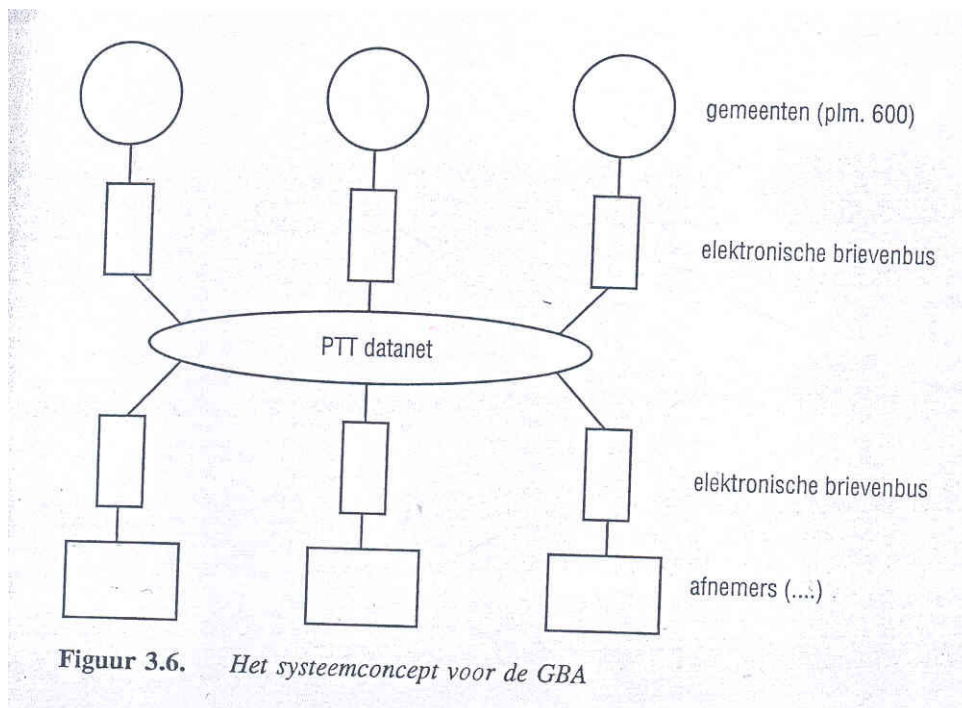 gemeenten (plm. 600)
elektronische brievenbus
PTT datanet
elektronische brievenbus
afnemers (....)
Figuur 3.6. Het systeemconcept voor de GBA